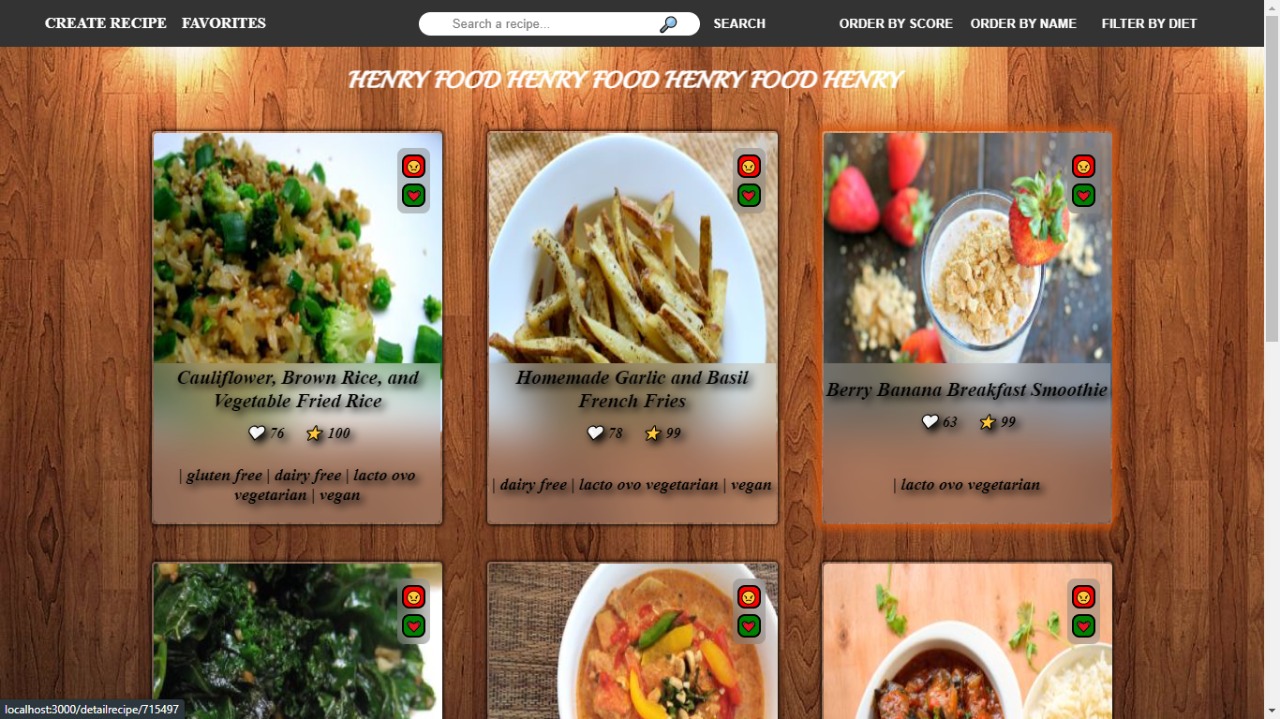 CREATE RECIPE FAVORITES Search a recipe... SEARCH ORDER BY SCORE ORDER BY NAME FILTER BY DIET
HENRY FOOD HENRY FOOD HENRY FOOD HENRY
Cauliflower, Brown Rice, and
Vegetable Fried Rice
76 100
| gluten free | dairy free | lacto ovo
vegetarian | vegan
Homemade Garlic and Basil
French Fries
78 99
| dairy free | lacto ovo vegetarian | vegan
Berry Banana Breakfast Smoothie
63 99
| lacto ovo vegetarian
localhost:3000/detailrecipe/715497